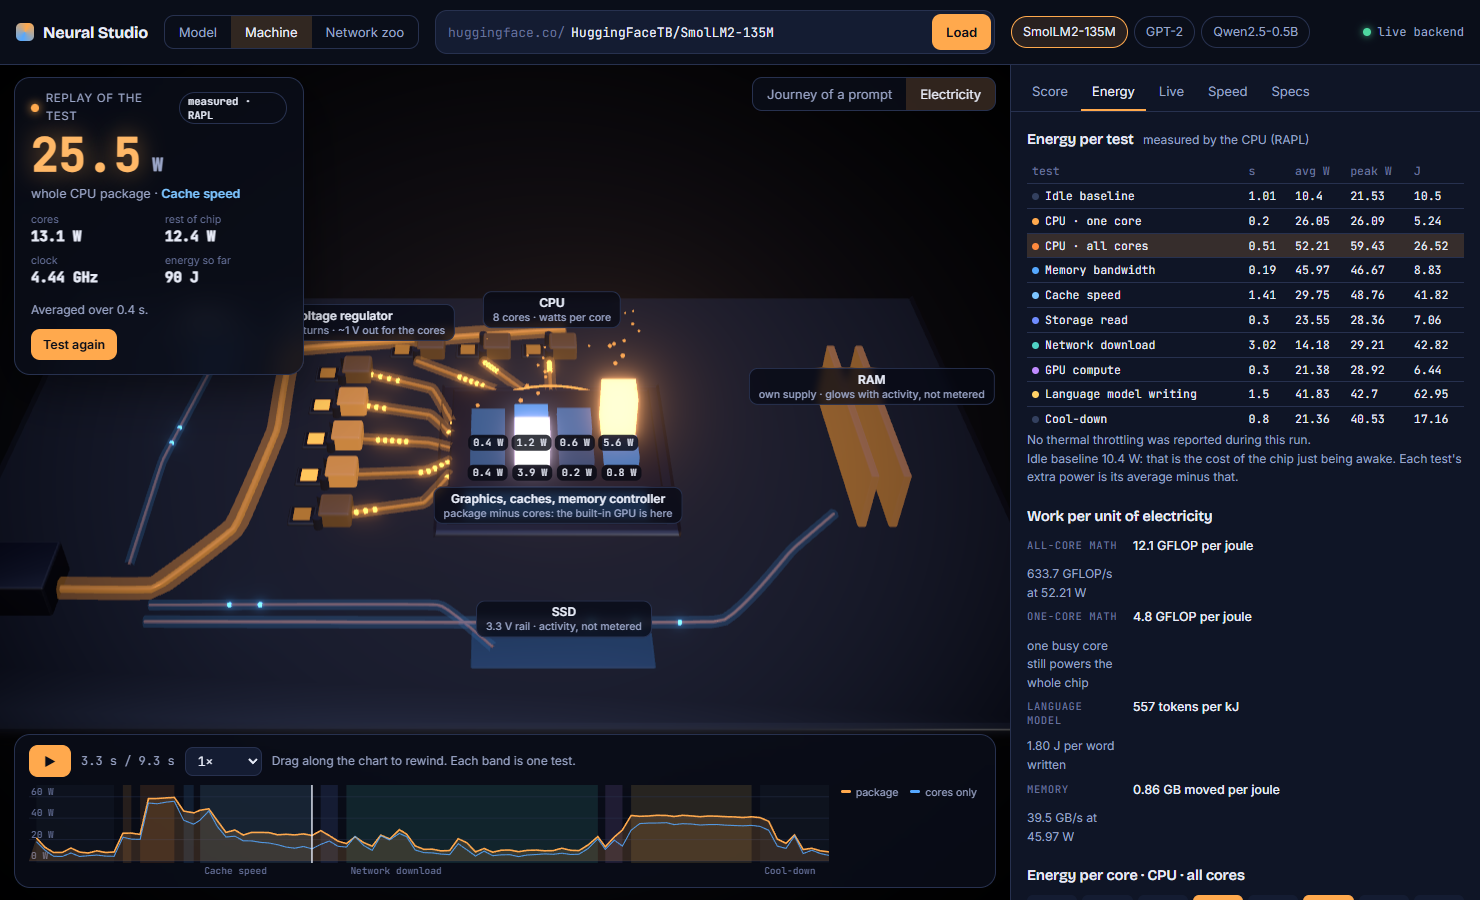 Neural Studio
Model
Machine
Network zoo
huggingface.co/ HuggingFaceTB/SmolLM2-135M
Load
SmolLM2-135M
GPT-2
Qwen2.5-0.5B
live backend
REPLAY OF THE
TEST
measured ·
RAPL
25.5 W
whole CPU package · Cache speed
cores
rest of chip
13.1 W
12.4 W
clock
energy so far
4.44 GHz
90 J
Averaged over 0.4 s.
Test again
Journey of a prompt
Electricity
oltage regulator
turns · ~1 V out for the cores
CPU
8 cores · watts per core
RAM
own supply · glows with activity, not metered
0.4 W
1.2 W
0.6 W
5.6 W
0.4 W
3.9 W
0.2 W
0.8 W
Graphics, caches, memory controller
package minus cores: the built-in GPU is here
SSD
3.3 V rail · activity, not metered
3.3 s / 9.3 s
1×
Drag along the chart to rewind. Each band is one test.
60 W
40 W
20 W
0 W
package
cores only
Cache speed
Network download
Cool-down
Score
Energy
Live
Speed
Specs
Energy per test measured by the CPU (RAPL)
test s avg W peak W J
Idle baseline 1.01 10.4 21.53 10.5
CPU · one core 0.2 26.05 26.09 5.24
CPU · all cores 0.51 52.21 59.43 26.52
Memory bandwidth 0.19 45.97 46.67 8.83
Cache speed 1.41 29.75 48.76 41.82
Storage read 0.3 23.55 28.36 7.06
Network download 3.02 14.18 29.21 42.82
GPU compute 0.3 21.38 28.92 6.44
Language model writing 1.5 41.83 42.7 62.95
Cool-down 0.8 21.36 40.53 17.16
No thermal throttling was reported during this run.
Idle baseline 10.4 W: that is the cost of the chip just being awake. Each test's
extra power is its average minus that.
Work per unit of electricity
ALL-CORE MATH 12.1 GFLOP per joule
633.7 GFLOP/s
at 52.21 W
ONE-CORE MATH 4.8 GFLOP per joule
one busy core
still powers the
whole chip
LANGUAGE
MODEL
557 tokens per kJ
1.80 J per word
written
MEMORY 0.86 GB moved per joule
39.5 GB/s at
45.97 W
Energy per core · CPU · all cores